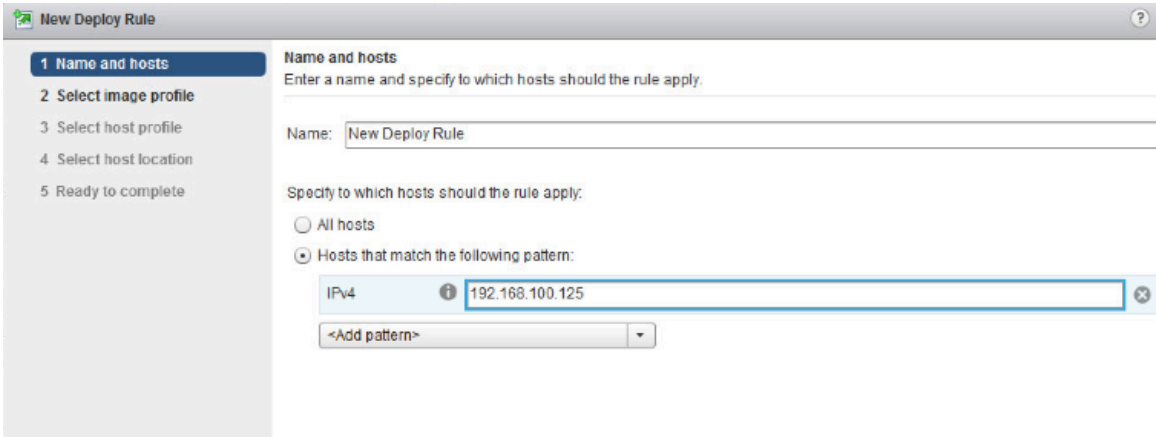 New Deploy Rule
?
1 Name and hosts
2 Select image profile
3 Select host profile
4 Select host location
5 Ready to complete
Name and hosts
Enter a name and specify to which hosts should the rule apply.
Name: New Deploy Rule
Specify to which hosts should the rule apply:
All hosts
Hosts that match the following pattern:
IPv4 i 192.168.100.125
<Add pattern>